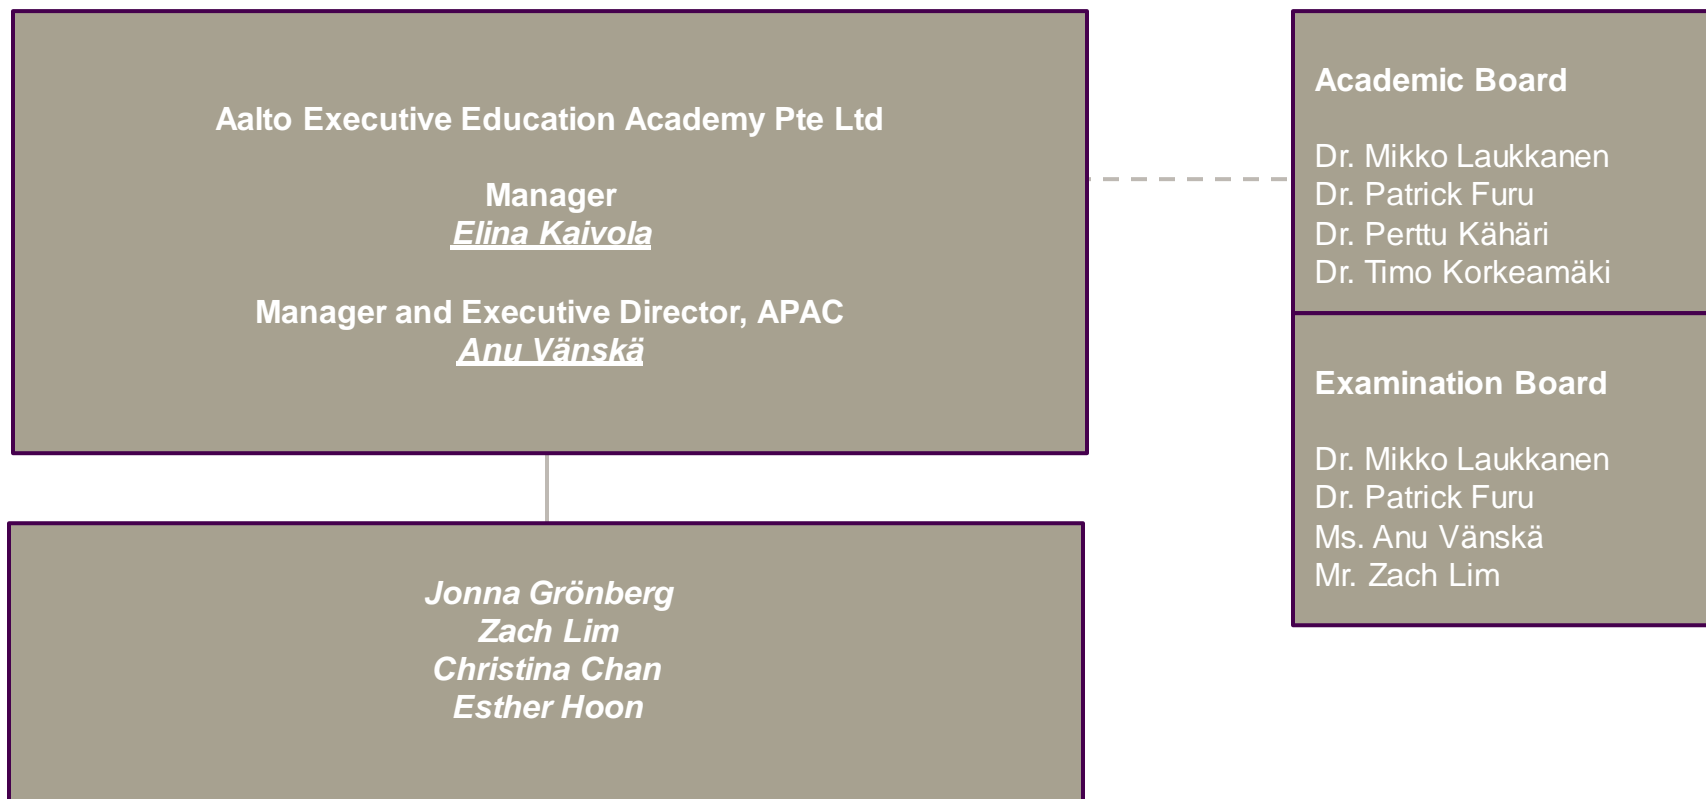 Aalto Executive Education Academy Pte Ltd
Manager
Elina Kaivola
Manager and Executive Director, APAC
Anu Vänskä
Jonna Grönberg
Zach Lim
Christina Chan
Esther Hoon
Academic Board
Dr. Mikko Laukkanen
Dr. Patrick Furu
Dr. Perttu Kähäri
Dr. Timo Korkeamäki
Examination Board
Dr. Mikko Laukkanen
Dr. Patrick Furu
Ms. Anu Vänskä
Mr. Zach Lim